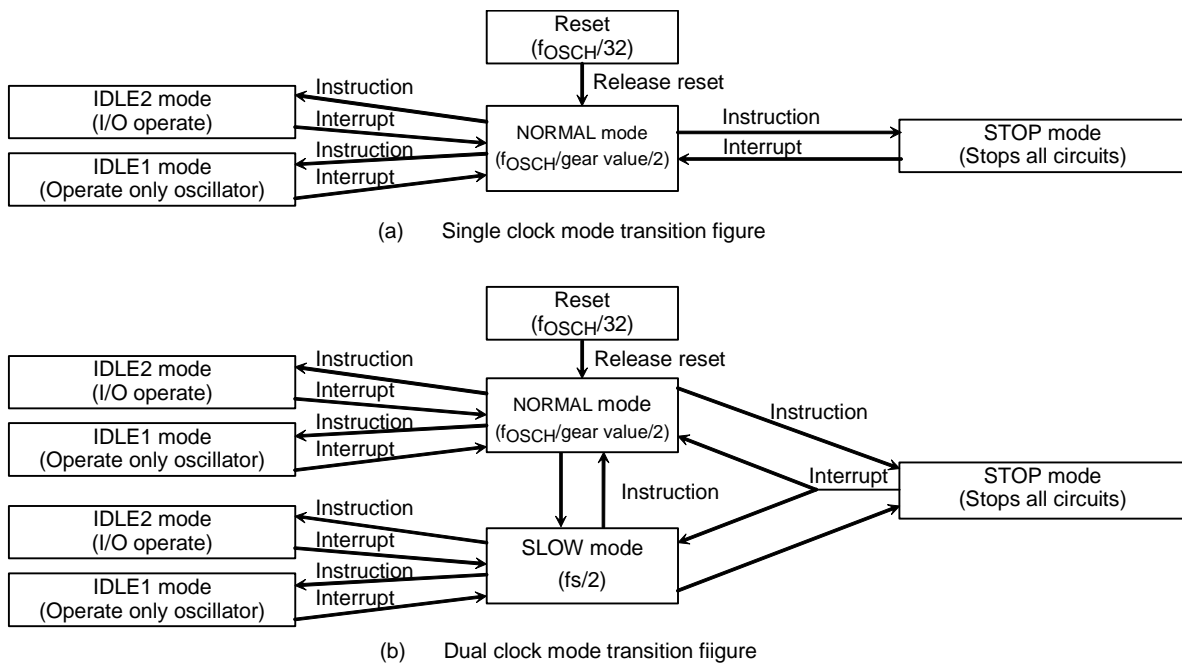 Reset
(fOSCH/32)
Release reset
Instruction
IDLE2 mode
(I/O operate)
Interrupt
Instruction
IDLE1 mode
(Operate only oscillator)
Interrupt
NORMAL mode
(fOSCH/gear value/2)
Instruction
Interrupt
STOP mode
(Stops all circuits)
(a) Single clock mode transition figure
Reset
(fOSCH/32)
Release reset
Instruction
IDLE2 mode
(I/O operate)
Interrupt
Instruction
IDLE1 mode
(Operate only oscillator)
Interrupt
NORMAL mode
(fOSCH/gear value/2)
Instruction
Interrupt
STOP mode
(Stops all circuits)
Instruction
Instruction
IDLE2 mode
(I/O operate)
Interrupt
Instruction
IDLE1 mode
(Operate only oscillator)
Interrupt
SLOW mode
(fs/2)
(b) Dual clock mode transition fiigure